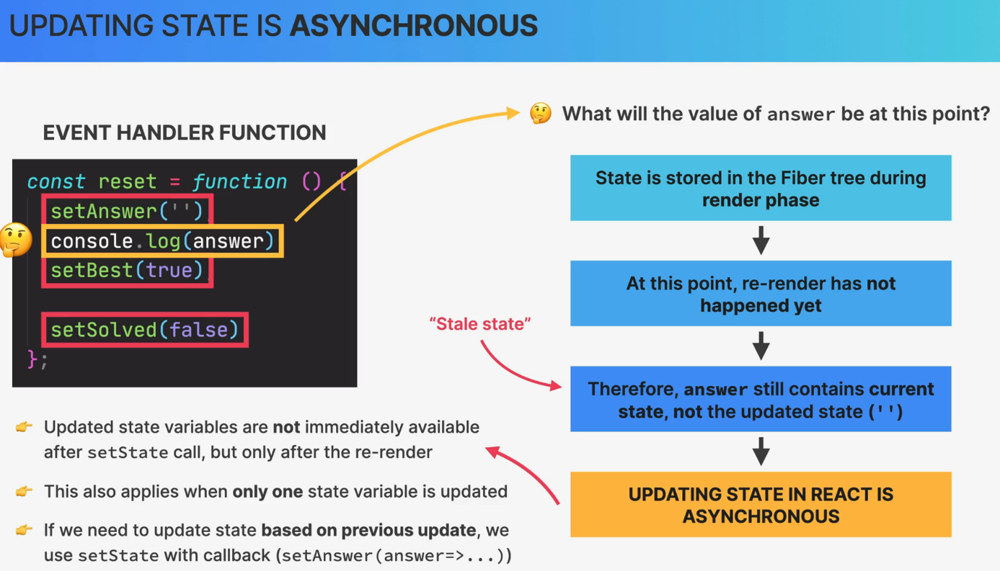 UPDATING STATE IS ASYNCHRONOUS
EVENT HANDLER FUNCTION
const reset = function () {
setAnswer('')
console.log(answer)
setBest(true)
setSolved(false)
};
What will the value of answer be at this point?
State is stored in the Fiber tree during
render phase
At this point, re-render has not
happened yet
“Stale state”
Therefore, answer still contains current
state, not the updated state ('')
UPDATING STATE IN REACT IS
ASYNCHRONOUS
Updated state variables are not immediately available
after setState call, but only after the re-render
This also applies when only one state variable is updated
If we need to update state based on previous update, we
use setState with callback (setAnswer(answer=>...))